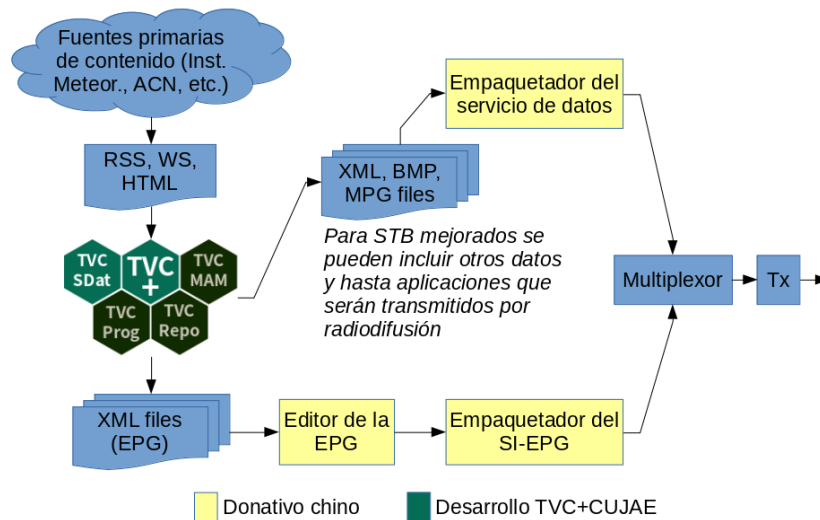 Fuentes primarias
de contenido (Inst.
Meteor., ACN, etc.)
RSS, WS,
HTML
TVC
SDat
TVC
+
TVC
MAM
TVC
Prog
TVC
Repo
XML, BMP,
MPG files
Empaquetador del
servicio de datos
Para STB mejorados se
pueden incluir otros datos
y hasta aplicaciones que
serán transmitidos por
radiodifusión
Multiplexor
Tx
XML files
(EPG)
Editor de la
EPG
Empaquetador del
SI-EPG
Donativo chino
Desarrollo TVC+CUJAE